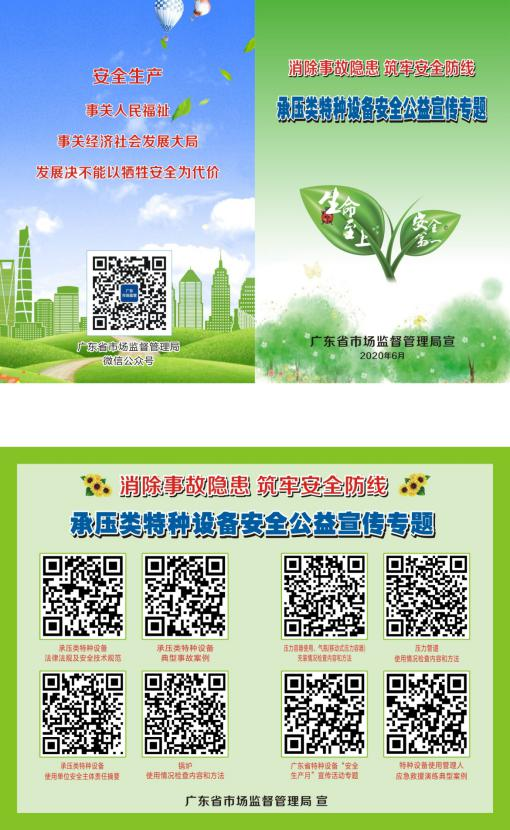 安全生产
事关人民福祉
事关经济社会发展大局
发展决不能以牺牲安全为代价
广东省市场监督管理局
微信公众号
消除事故隐患 筑牢安全防线
承压类特种设备安全公益宣传专题
生命至上
安全第一
广东省市场监督管理局宣
2020年6月
消除事故隐患 筑牢安全防线
承压类特种设备安全公益宣传专题
承压类特种设备
法律法规及安全技术规范
承压类特种设备
典型事故案例
压力容器使用、气瓶(移动式压力容器)
充装情况检查内容和方法
压力管道
使用情况检查内容和方法
承压类特种设备
使用单位安全主体责任摘要
锅炉
使用情况检查内容和方法
广东省特种设备“安全
生产月”宣传活动专题
特种设备使用管理人
应急救援演练典型案例
广东省市场监督管理局 宣